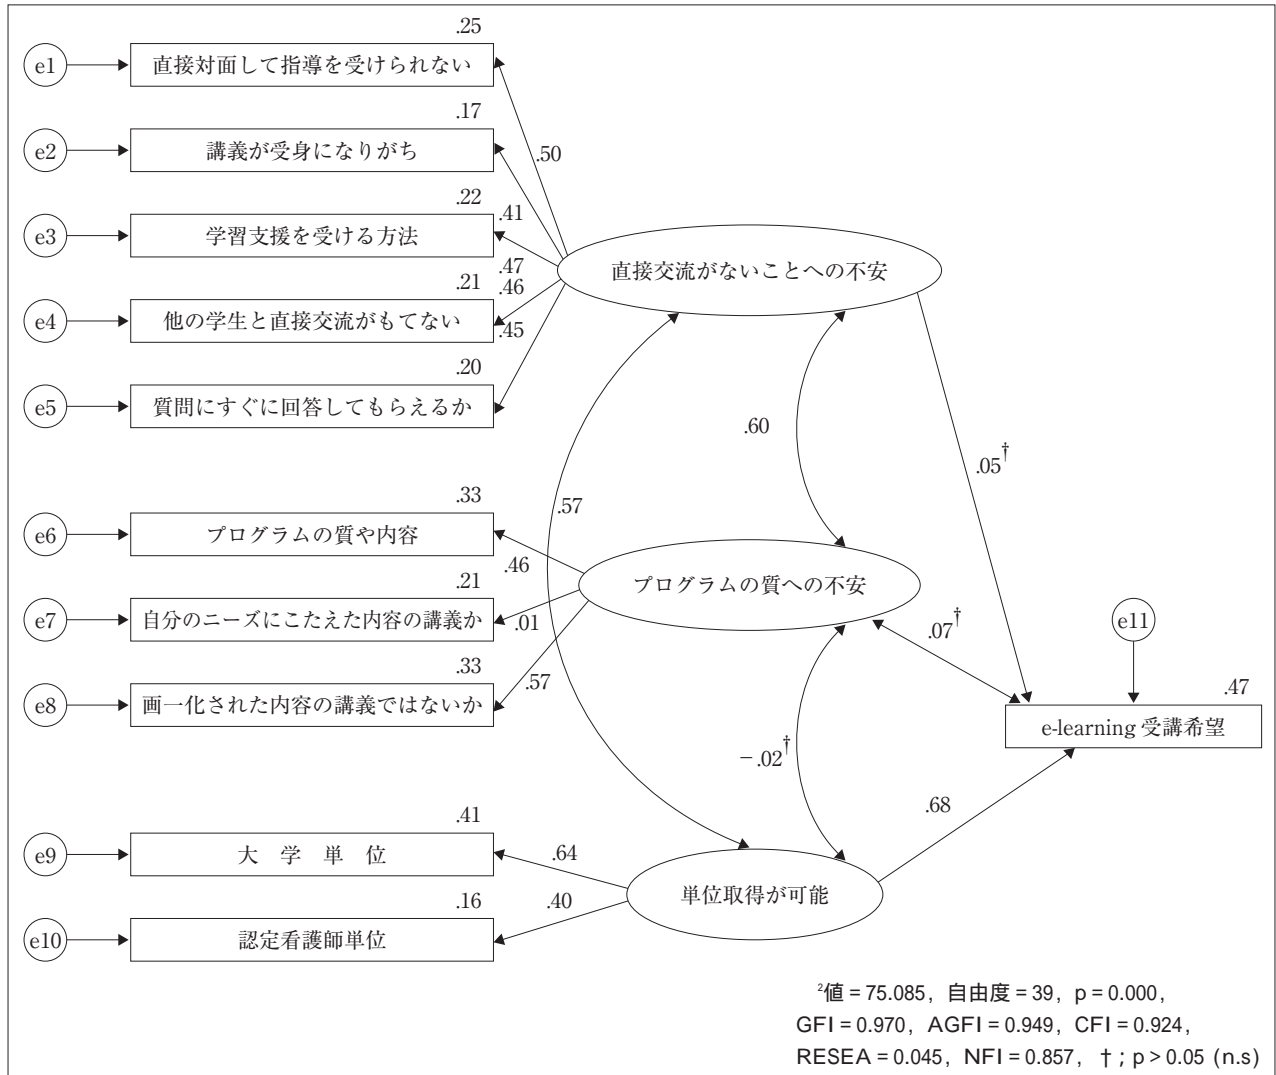 .25
e1 直接対面して指導を受けられない
.17
e2 講義が受身になりがち
.50
.22
e3 学習支援を受ける方法
.41
.47
.46
直接交流がないことへの不安
.21
e4 他の学生と直接交流がもてない
.45
.20
e5 質問にすぐに回答してもらえるか
.60
.05†
.57
.33
e6 プログラムの質や内容
.46
プログラムの質への不安
.21
e7 自分のニーズにこたえた内容の講義か
.01
.07†
e11
.33
e8 画一化された内容の講義ではないか
.57
.47
e-learning 受講希望
−.02†
.68
.41
e9 大 学 単 位
.64
単位取得が可能
.16
e10 認定看護師単位
.40
²値 = 75.085, 自由度 = 39, p = 0.000,
GFI = 0.970, AGFI = 0.949, CFI = 0.924,
RESEA = 0.045, NFI = 0.857, † ; p > 0.05 (n.s)